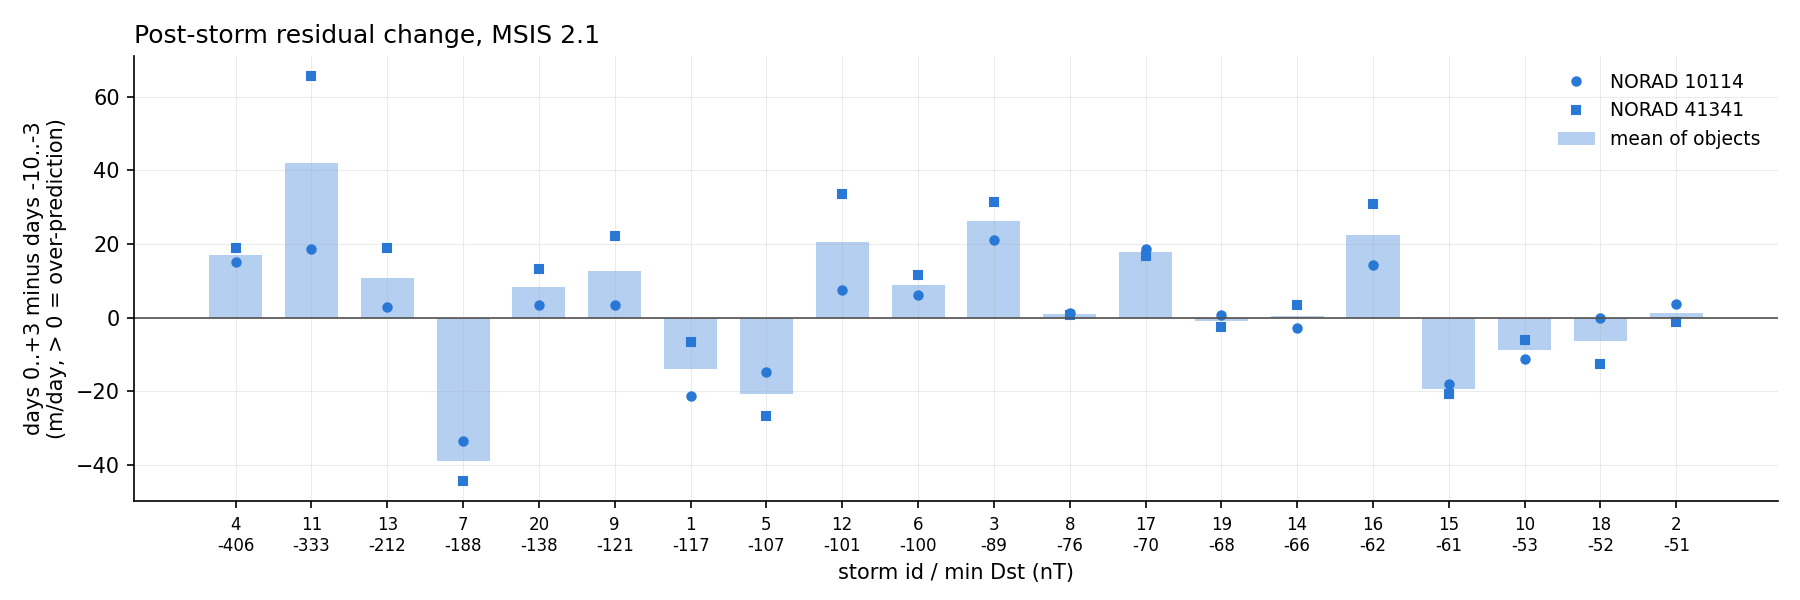 Post-storm residual change, MSIS 2.1
days 0..+3 minus days -10..-3
(m/day, > 0 = over-prediction)
60
40
20
0
−20
−40
NORAD 10114
NORAD 41341
mean of objects
4 11 13 7 20 9 1 5 12 6 3 8 17 19 14 16 15 10 18 2
-406 -333 -212 -188 -138 -121 -117 -107 -101 -100 -89 -76 -70 -68 -66 -62 -61 -53 -52 -51
storm id / min Dst (nT)